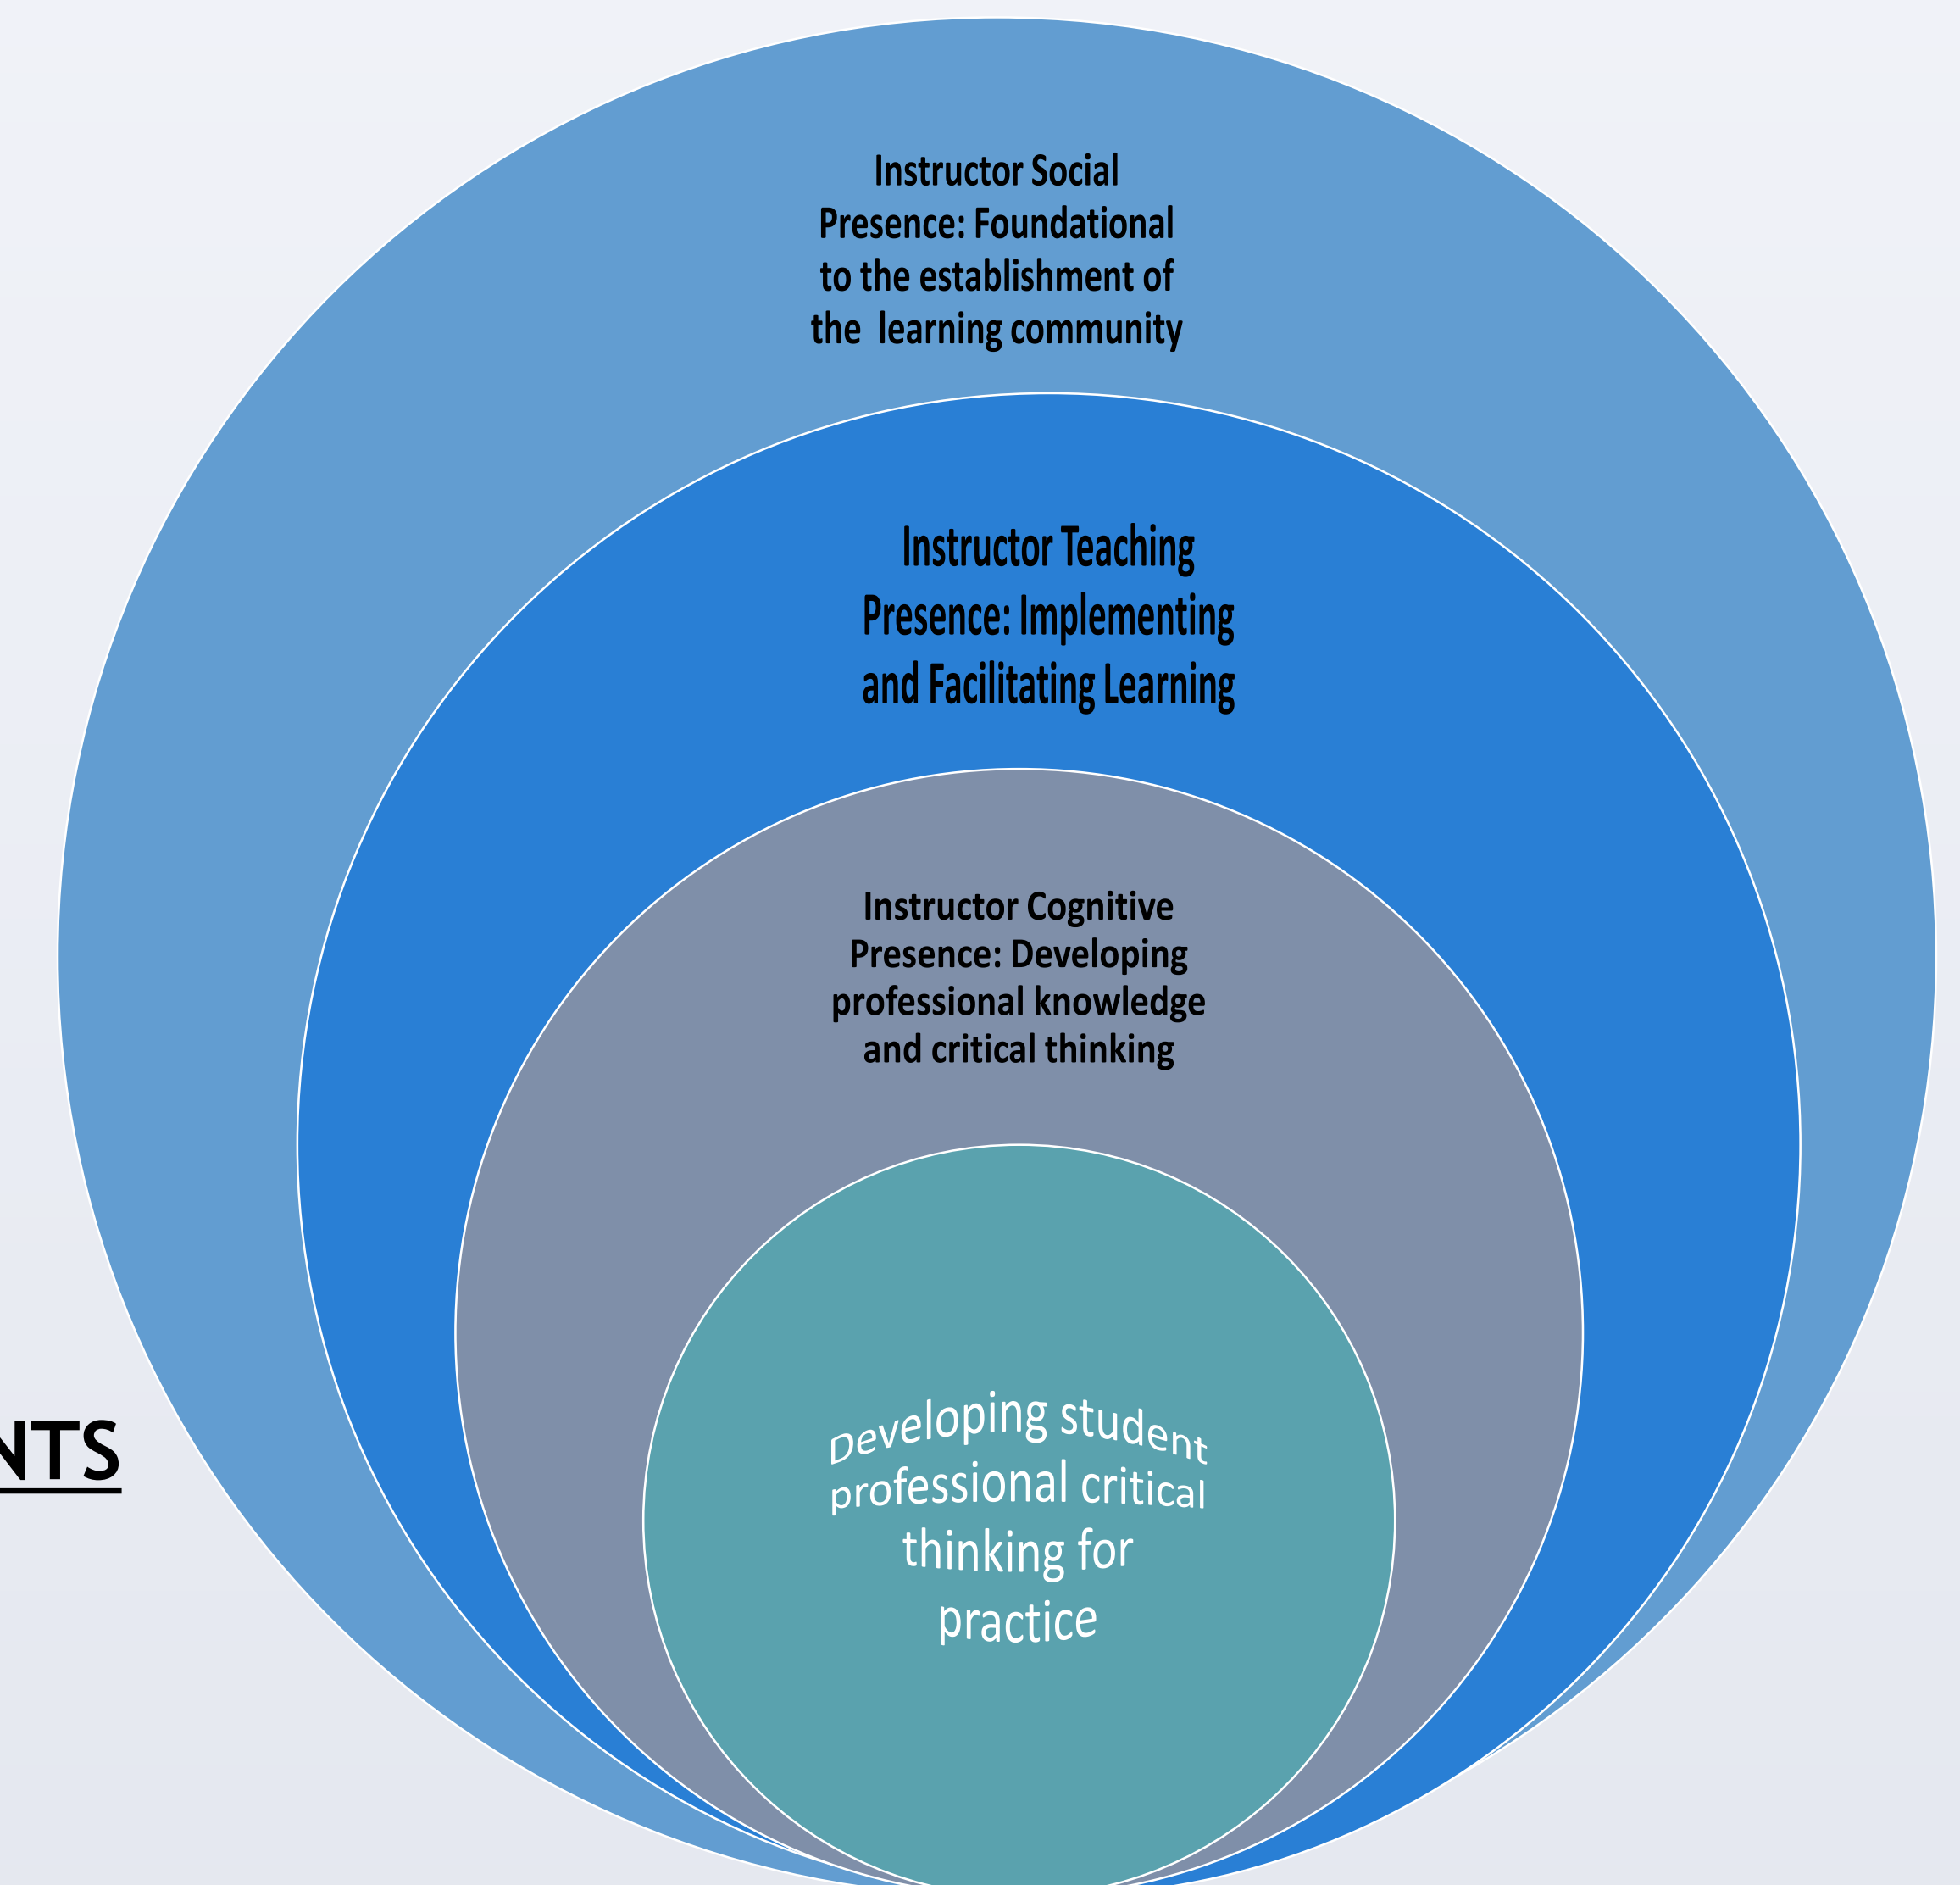 Instructor Social
Presence: Foundational
to the establishment of
the learning community
Instructor Teaching
Presence: Implementing
and Facilitating Learning
Instructor Cognitive
Presence: Developing
professional knowledge
and critical thinking
Developing student
professional critical
thinking for
practice